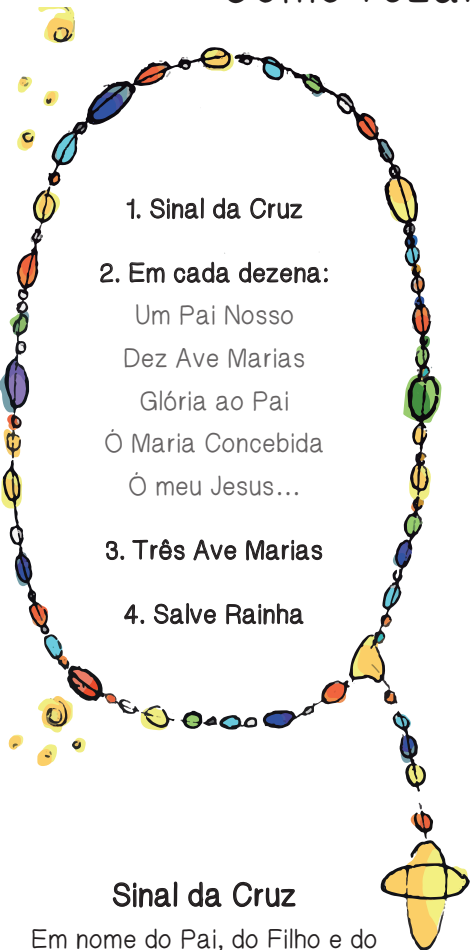 1. Sinal da Cruz
2. Em cada dezena:
Um Pai Nosso
Dez Ave Marias
Glória ao Pai
Ó Maria Concebida
Ó meu Jesus...
3. Três Ave Marias
4. Salve Rainha
Sinal da Cruz
Em nome do Pai, do Filho e do